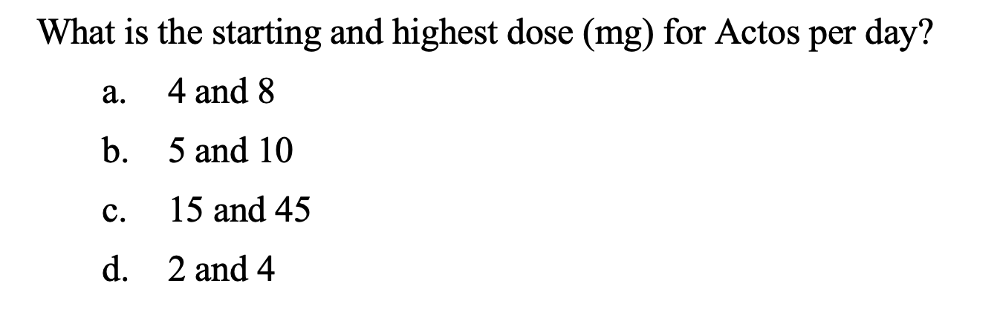 What is the starting and highest dose (mg) for Actos per day?
a. 4 and 8
b. 5 and 10
c. 15 and 45
d. 2 and 4